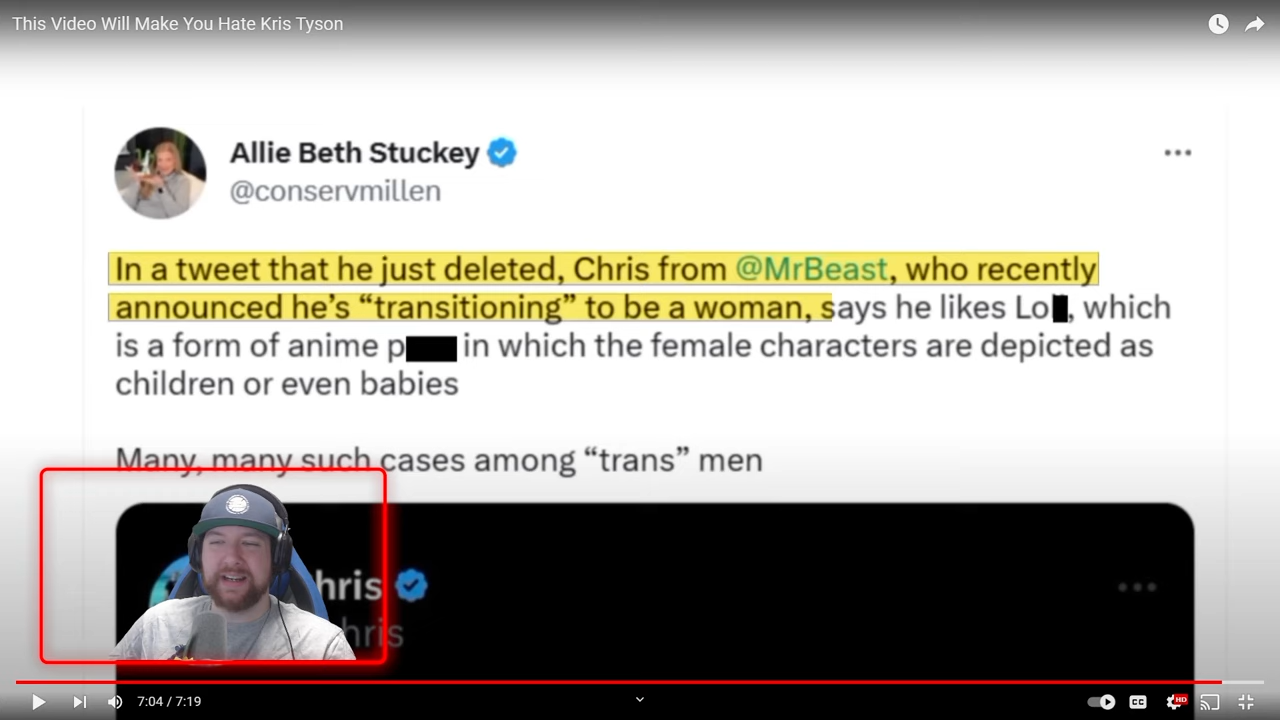 This Video Will Make You Hate Kris Tyson
Allie Beth Stuckey
@conservmillen
In a tweet that he just deleted, Chris from @MrBeast, who recently
announced he’s “transitioning” to be a woman, says he likes Lo , which
is a form of anime p in which the female characters are depicted as
children or even babies
Many, many such cases among “trans” men
hris
hris
7:04 / 7:19
CC
HD